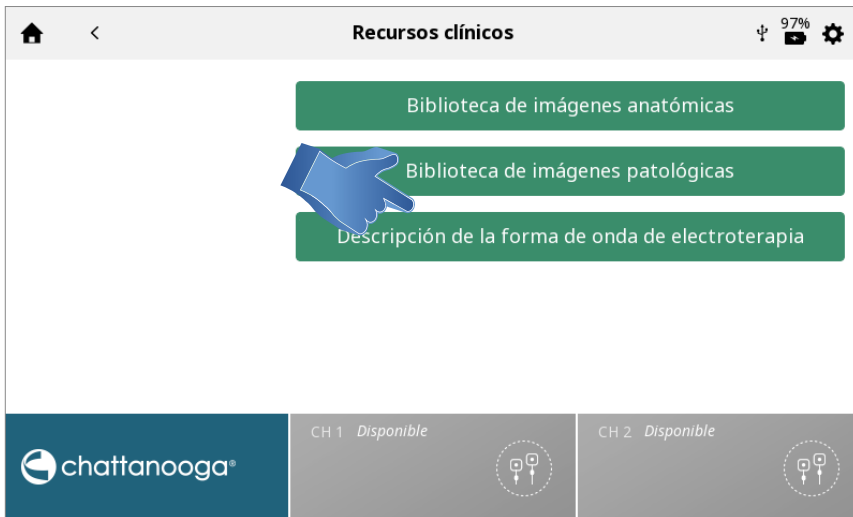 Recursos clínicos
97%
Biblioteca de imágenes anatómicas
Biblioteca de imágenes patológicas
Descripción de la forma de onda de electroterapia
chattanooga®
CH 1 Disponible
CH 2 Disponible